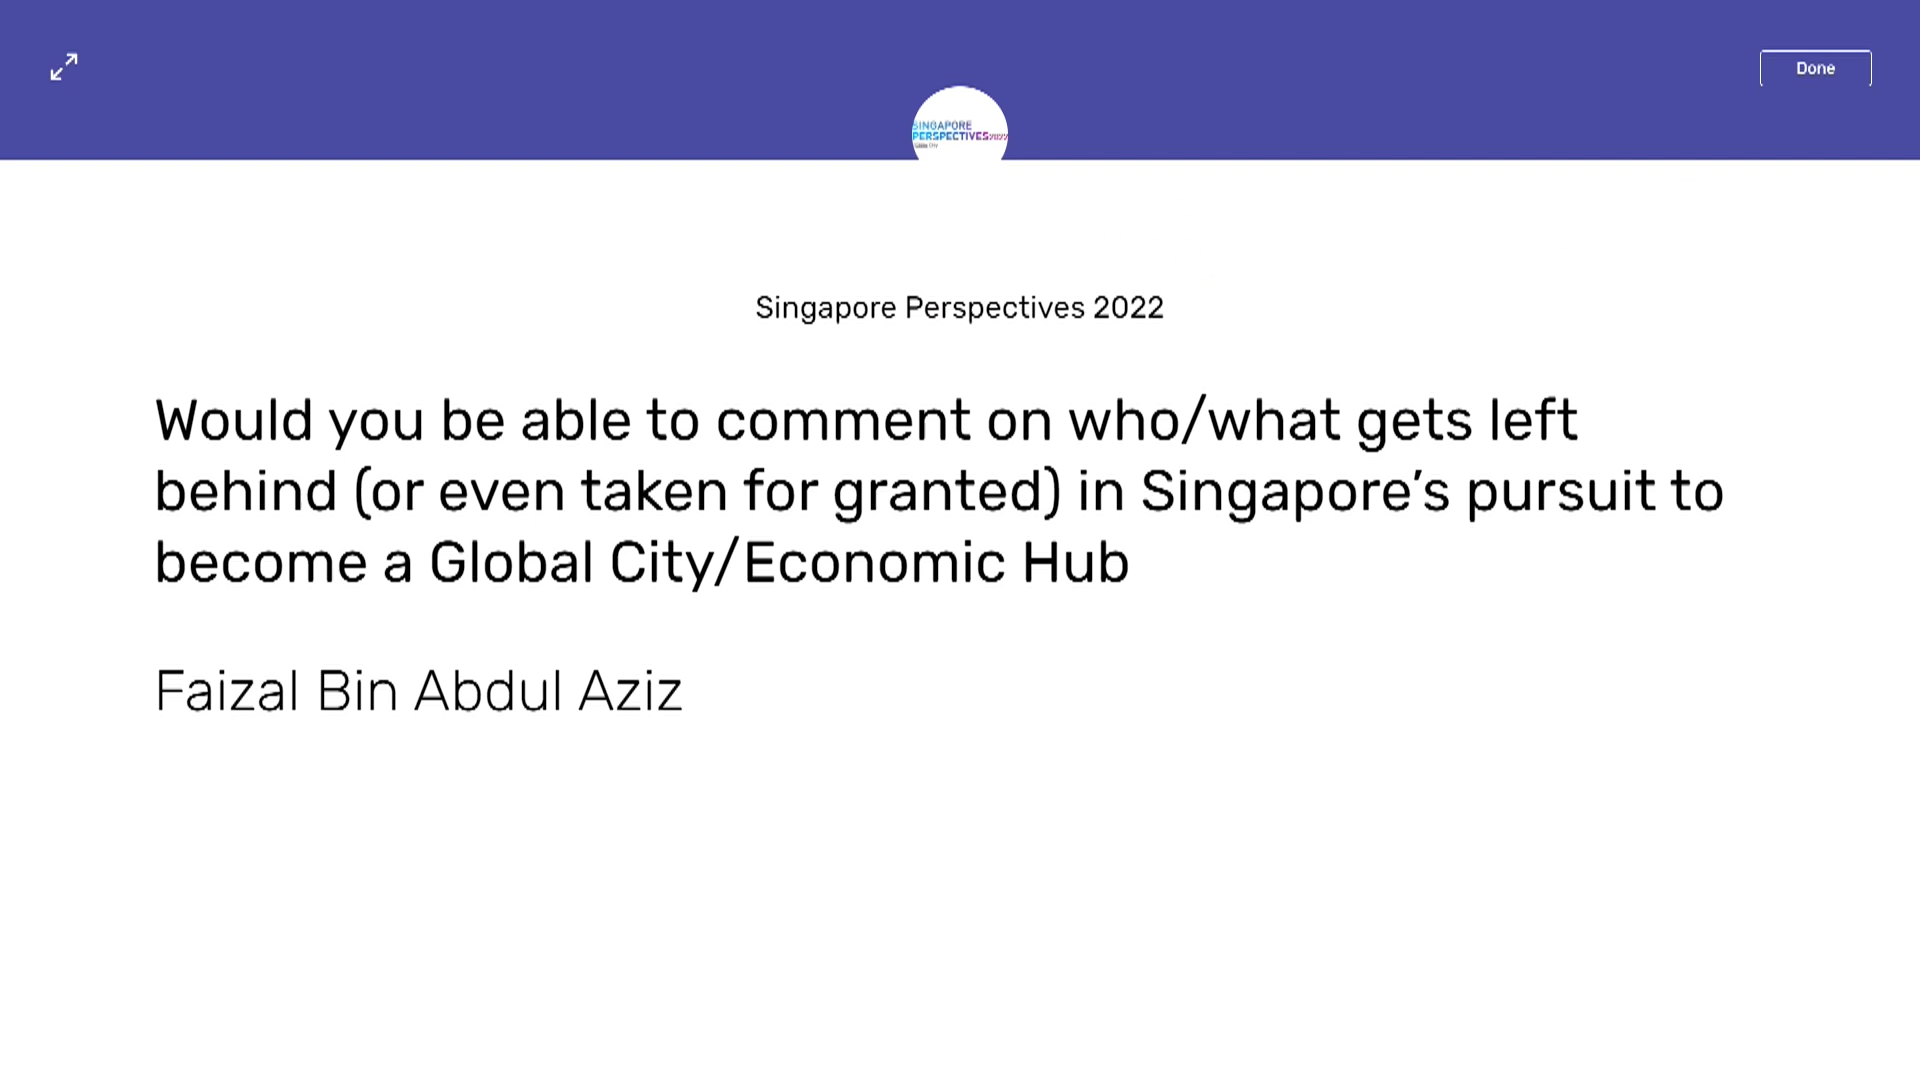 Done
SINGAPORE
PERSPECTIVES2022
Singapore Perspectives 2022
Would you be able to comment on who/what gets left
behind (or even taken for granted) in Singapore’s pursuit to
become a Global City/Economic Hub
Faizal Bin Abdul Aziz